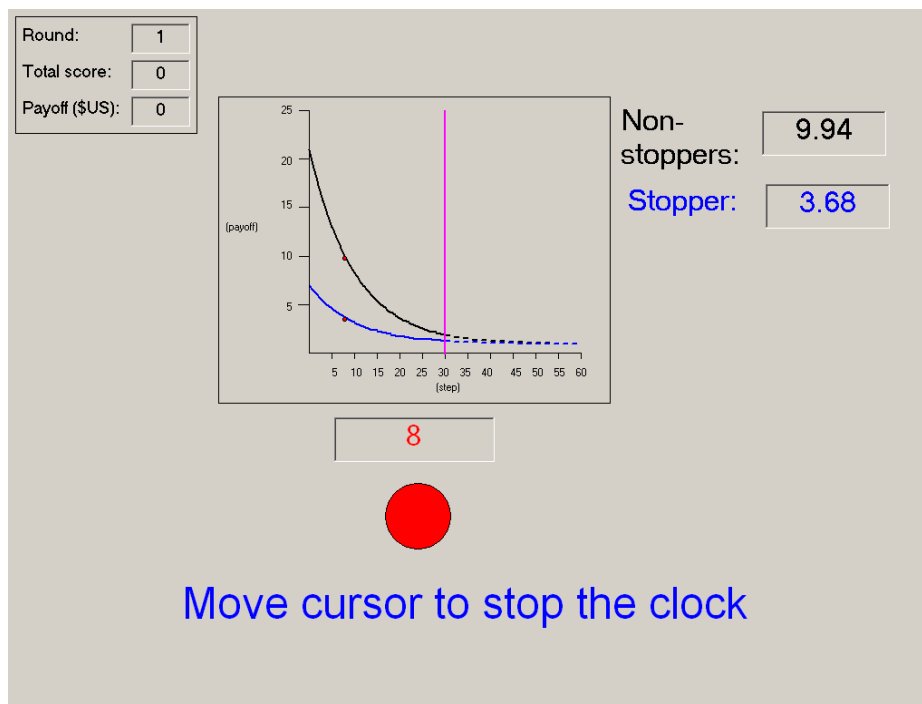 Round: 1
Total score: 0
Payoff ($US): 0
Non-
stoppers: 9.94
Stopper: 3.68
25
20
15
(payoff)
10
5
5 10 15 20 25 30 35 40 45 50 55 60
(step)
8
Move cursor to stop the clock